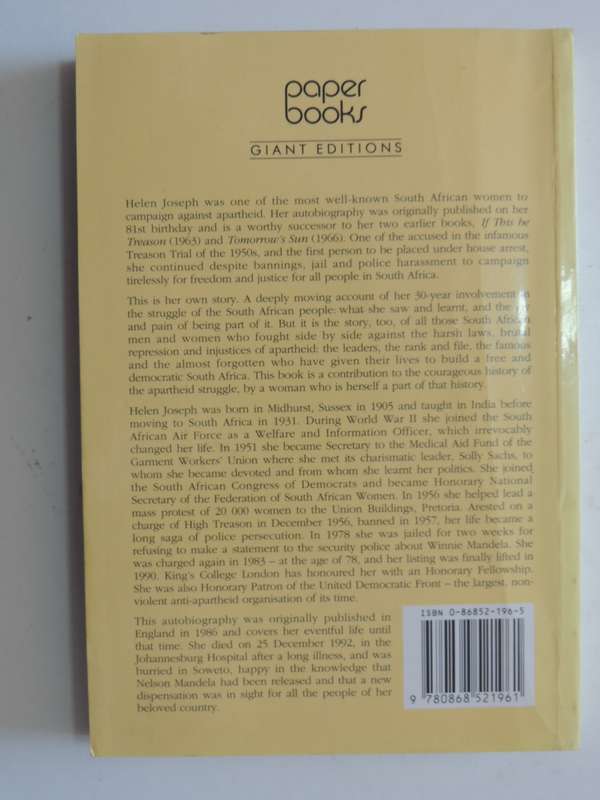 paper
books
GIANT EDITIONS
Helen Joseph was one of the most well-known South African women to
campaign against apartheid. Her autobiography was originally published on her
81st birthday and is a worthy successor to her two earlier books, If This be
Treason (1963) and Tomorrow's Sun (1966). One of the accused in the infamous
Treason Trial of the 1950s, and the first person to be placed under house arrest,
she continued despite bannings, jail and police harassment to campaign
tirelessly for freedom and justice for all people in South Africa.
This is her own story. A deeply moving account of her 30-year involvement in
the struggle of the South African people: what she saw and learnt, and the joy
and pain of being part of it. But it is the story, too, of all those South African
men and women who fought side by side against the harsh laws, brutal
repression and injustices of apartheid: the leaders, the rank and file, the famous
and the almost forgotten who have given their lives to build a free and
democratic South Africa. This book is a contribution to the courageous history of
the apartheid struggle, by a woman who is herself a part of that history.
Helen Joseph was born in Midhurst, Sussex in 1905 and taught in India before
moving to South Africa in 1931. During World War II she joined the South
African Air Force as a Welfare and Information Officer, which irrevocably
changed her life. In 1951 she became Secretary to the Medical Aid Fund of the
Garment Workers' Union where she met its charismatic leader, Solly Sachs, to
whom she became devoted and from whom she learnt her politics. She joined
the South African Congress of Democrats and became Honorary National
Secretary of the Federation of South African Women. In 1956 she helped lead a
mass protest of 20 000 women to the Union Buildings, Pretoria. Arested on a
charge of High Treason in December 1956, banned in 1957, her life became a
long saga of police persecution. In 1978 she was jailed for two weeks for
refusing to make a statement to the security police about Winnie Mandela. She
was charged again in 1983 – at the age of 78, and her listing was finally lifted in
1990. King's College London has honoured her with an Honorary Fellowship.
She was also Honorary Patron of the United Democratic Front – the largest, non-
violent anti-apartheid organisation of its time.
This autobiography was originally published in
England in 1986 and covers her eventful life until
that time. She died on 25 December 1992, in the
Johannesburg Hospital after a long illness, and was
burried in Soweto, happy in the knowledge that
Nelson Mandela had been released and that a new
dispensation was in sight for all the people of her
beloved country.
ISBN 0-86852-196-5
9 780868 521961